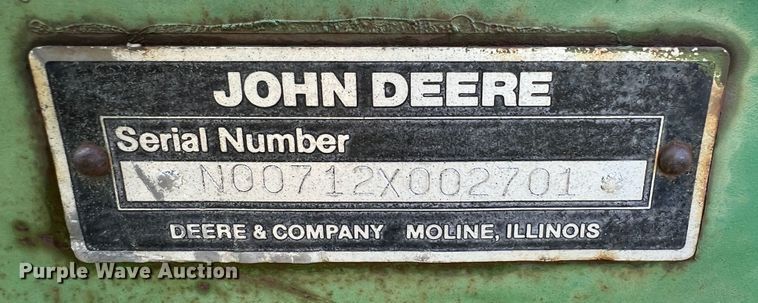 JOHN DEERE
Serial Number
N00712X002701
DEERE & COMPANY MOLINE, ILLINOIS
Purple Wave Auction